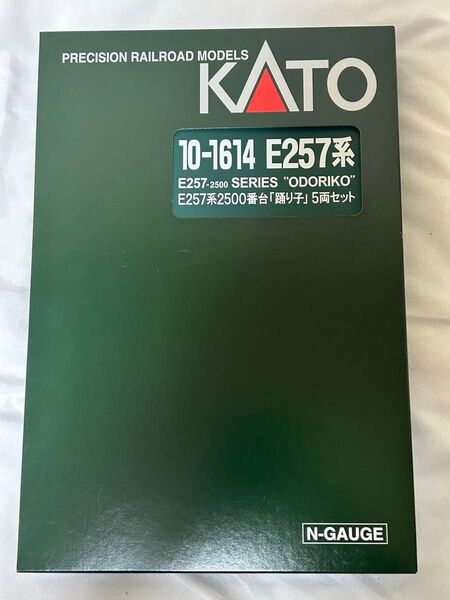 PRECISION RAILROAD MODELS
KATO
10-1614 E257系
E257-2500 SERIES "ODORIKO"
E257系2500番台「踊り子」5両セット
N-GAUGE